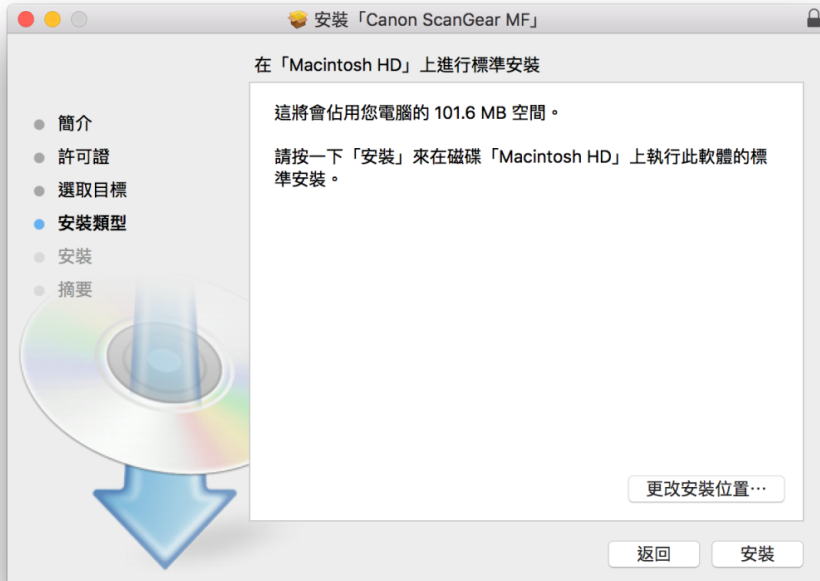 安裝「Canon ScanGear MF」
在「Macintosh HD」上進行標準安裝
簡介
許可證
選取目標
安裝類型
安裝
摘要
這將會佔用您電腦的 101.6 MB 空間。
請按一下「安裝」來在磁碟「Macintosh HD」上執行此軟體的標
準安裝。
更改安裝位置⋯
返回
安裝